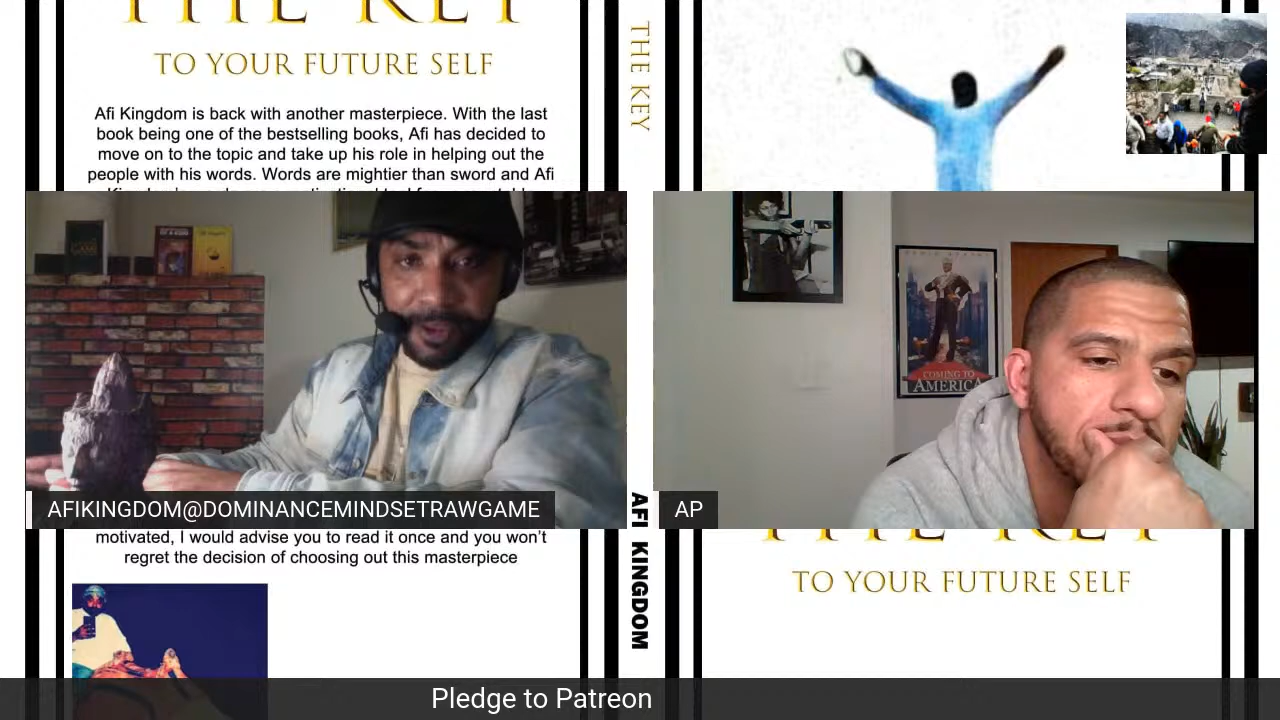 THE KEY
TO YOUR FUTURE SELF
Afi Kingdom is back with another masterpiece. With the last
book being one of the bestselling books, Afi has decided to
move on to the topic and take up his role in helping out the
people with his words. Words are mightier than sword and Afi
motivated, I would advise you to read it once and you won't
regret the decision of choosing out this masterpiece
THE KEY
AFI KINGDOM
COMING TO
AMERICA
AFIKINGDOM@DOMINANCEMINDSETRAWGAME
AP
THE KEY
TO YOUR FUTURE SELF
Pledge to Patreon